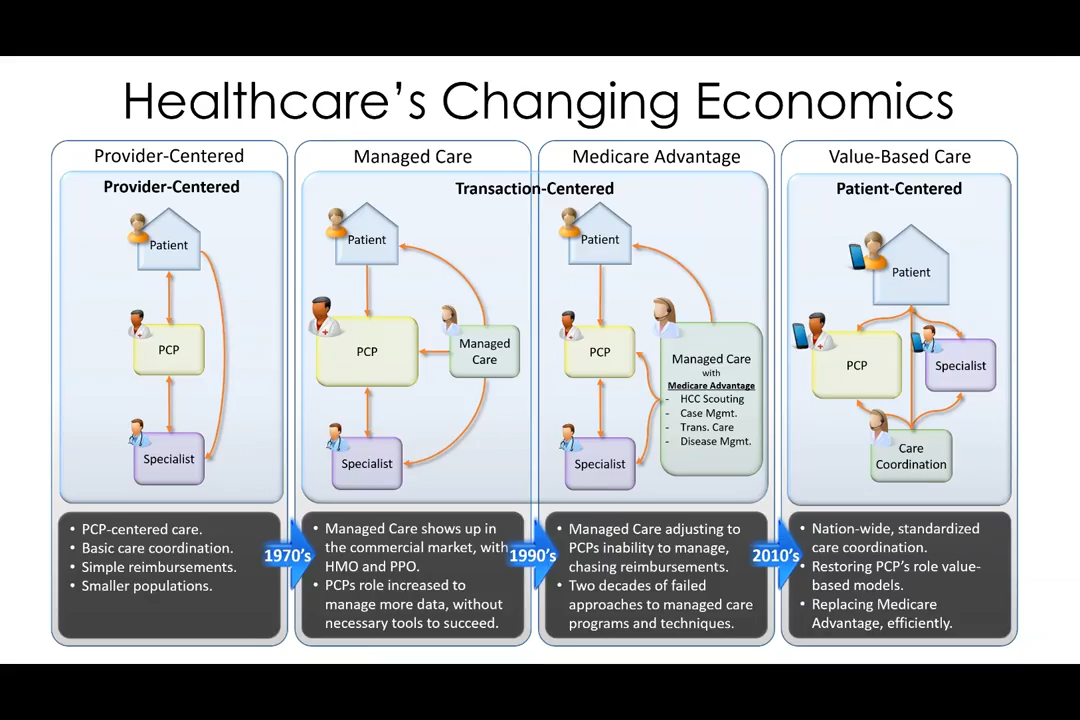 Healthcare's Changing Economics
Provider-Centered
Provider-Centered
Patient
PCP
Specialist
• PCP-centered care.
• Basic care coordination.
• Simple reimbursements.
• Smaller populations.
1970's
Managed Care
Medicare Advantage
Transaction-Centered
Patient
PCP
Managed
Care
Specialist
• Managed Care shows up in
the commercial market, with
HMO and PPO.
• PCPs role increased to
manage more data, without
necessary tools to succeed.
1990's
Patient
PCP
Managed Care
with
Medicare Advantage
- HCC Scouting
- Case Mgmt.
- Trans. Care
- Disease Mgmt.
Specialist
• Managed Care adjusting to
PCPs inability to manage,
chasing reimbursements.
• Two decades of failed
approaches to managed care
programs and techniques.
2010's
Value-Based Care
Patient-Centered
Patient
PCP
Specialist
Care
Coordination
• Nation-wide, standardized
care coordination.
• Restoring PCP's role value-
based models.
• Replacing Medicare
Advantage, efficiently.